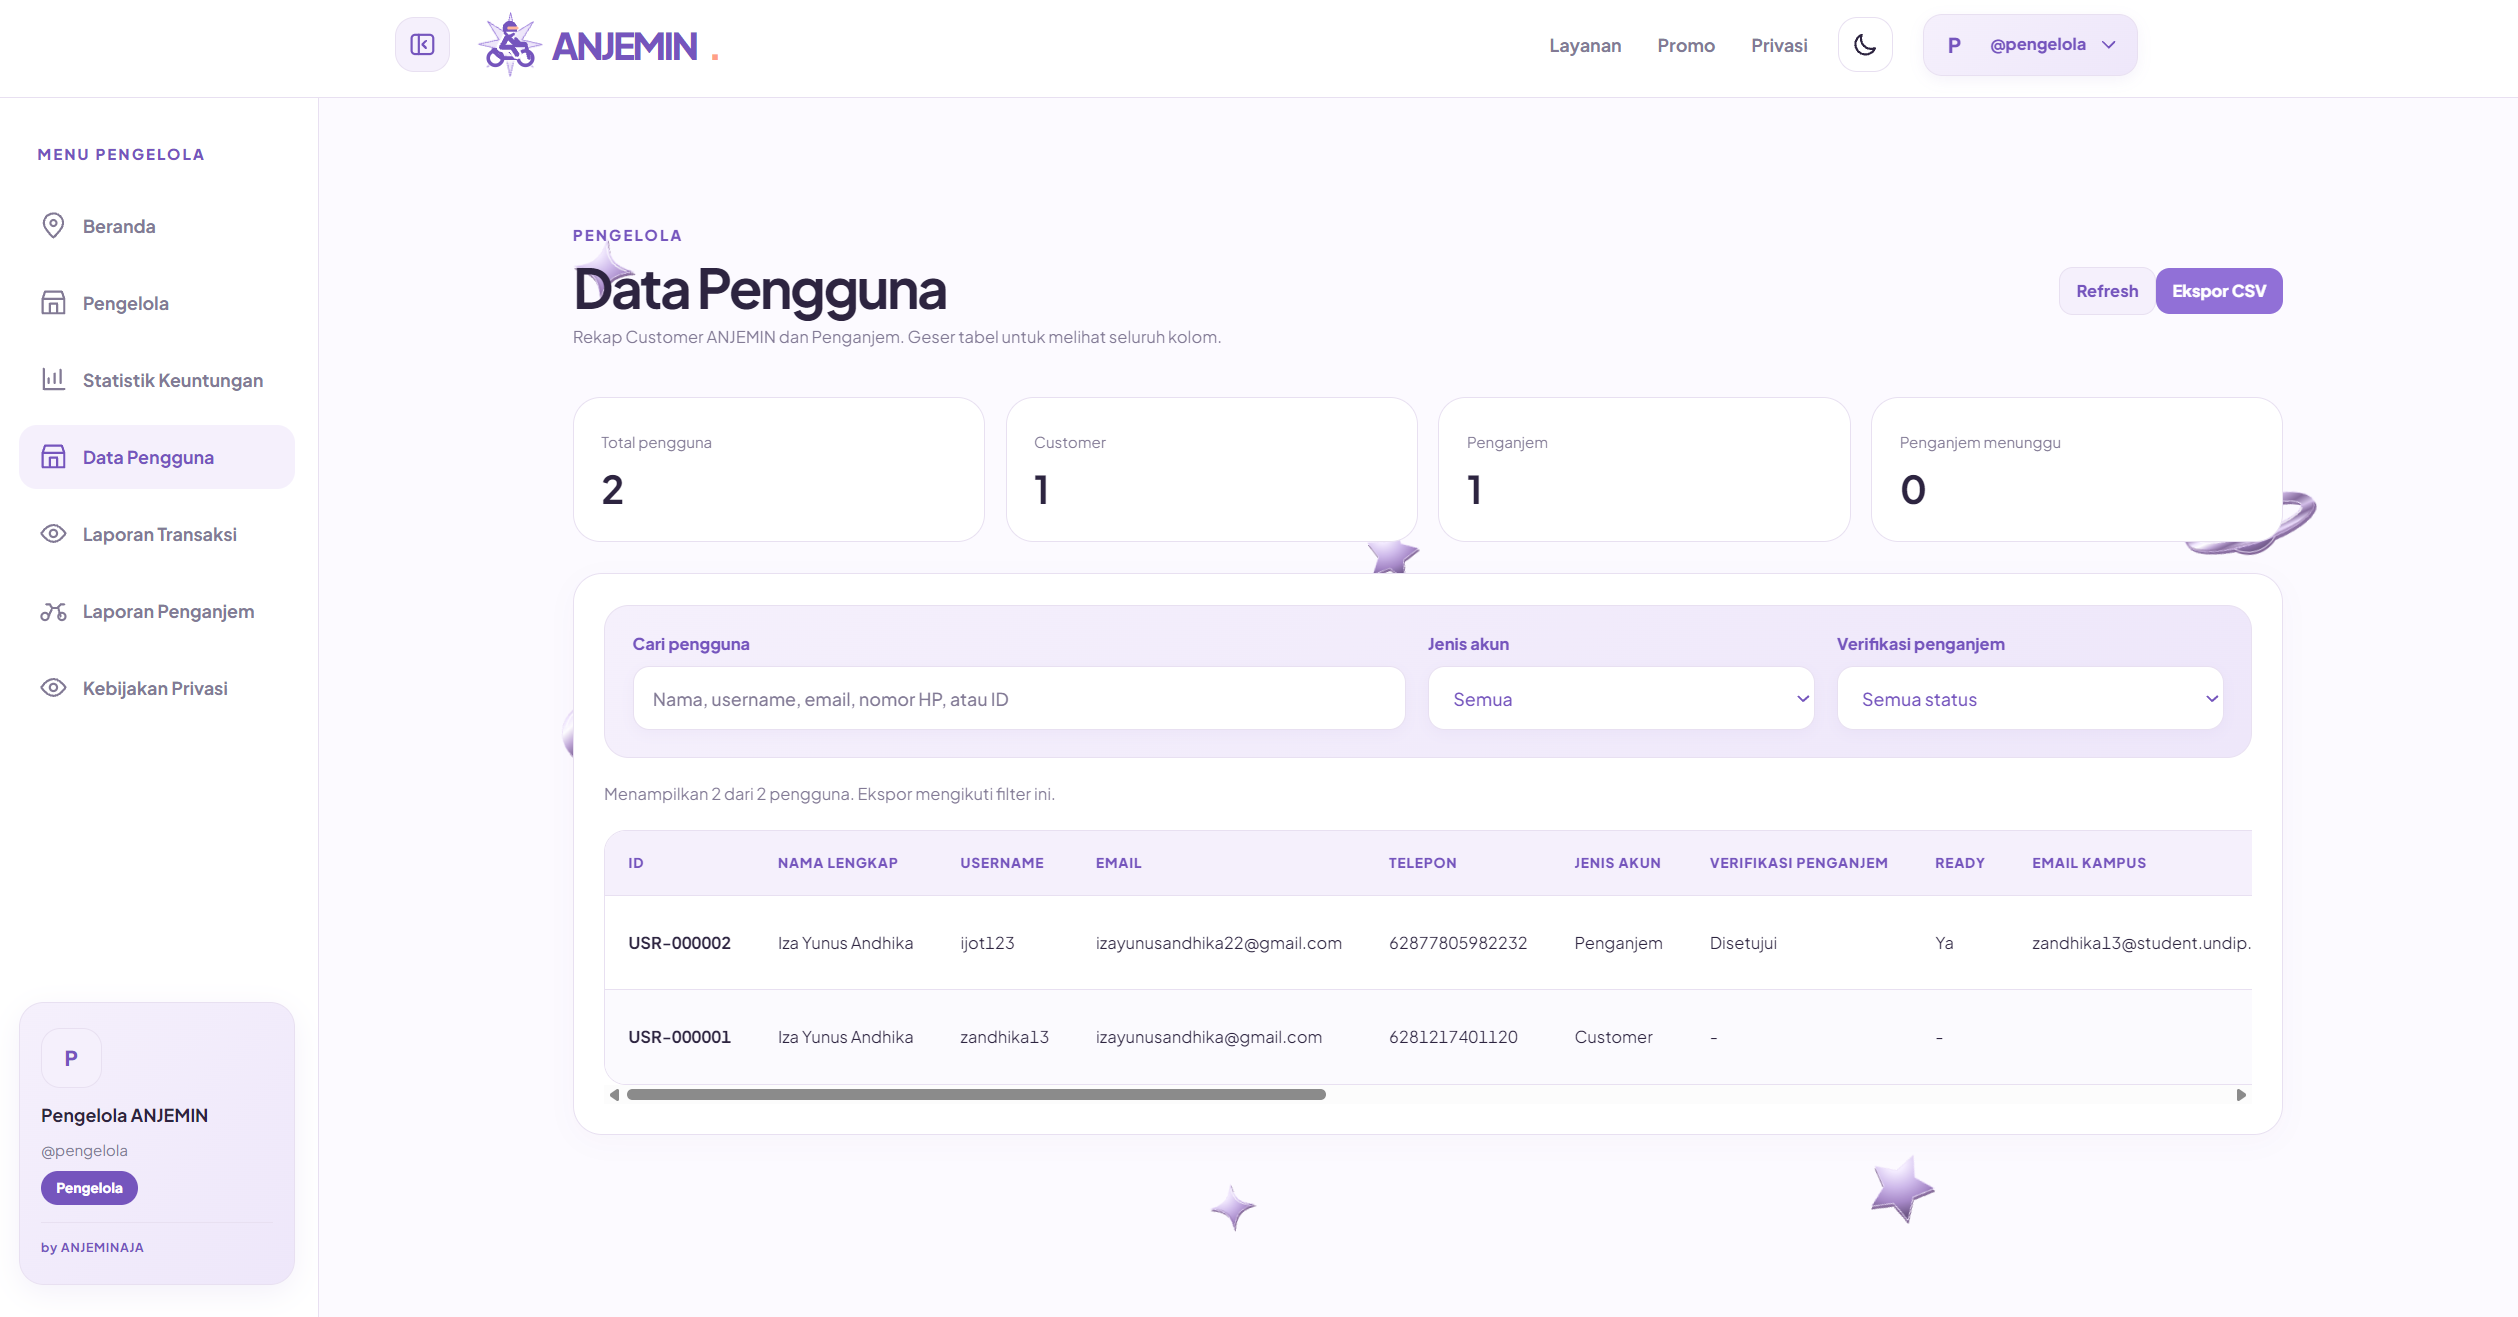 ANJEMIN .
Layanan
Promo
Privasi
P
@pengelola
MENU PENGELOLA
Beranda
Pengelola
Statistik Keuntungan
Data Pengguna
Laporan Transaksi
Laporan Penganjem
Kebijakan Privasi
P
Pengelola ANJEMIN
@pengelola
Pengelola
by ANJEMINAJA
PENGELOLA
Data Pengguna
Rekap Customer ANJEMIN dan Penganjem. Geser tabel untuk melihat seluruh kolom.
Refresh
Ekspor CSV
Total pengguna
2
Customer
1
Penganjem
1
Penganjem menunggu
0
Cari pengguna
Nama, username, email, nomor HP, atau ID
Jenis akun
Semua
Verifikasi penganjem
Semua status
Menampilkan 2 dari 2 pengguna. Ekspor mengikuti filter ini.
ID NAMA LENGKAP USERNAME EMAIL TELEPON JENIS AKUN VERIFIKASI PENGANJEM READY EMAIL KAMPUS
USR-000002 Iza Yunus Andhika ijot123 izayunusandhika22@gmail.com 62877805982232 Penganjem Disetujui Ya zandhika13@student.undip.
USR-000001 Iza Yunus Andhika zandhika13 izayunusandhika@gmail.com 6281217401120 Customer - -